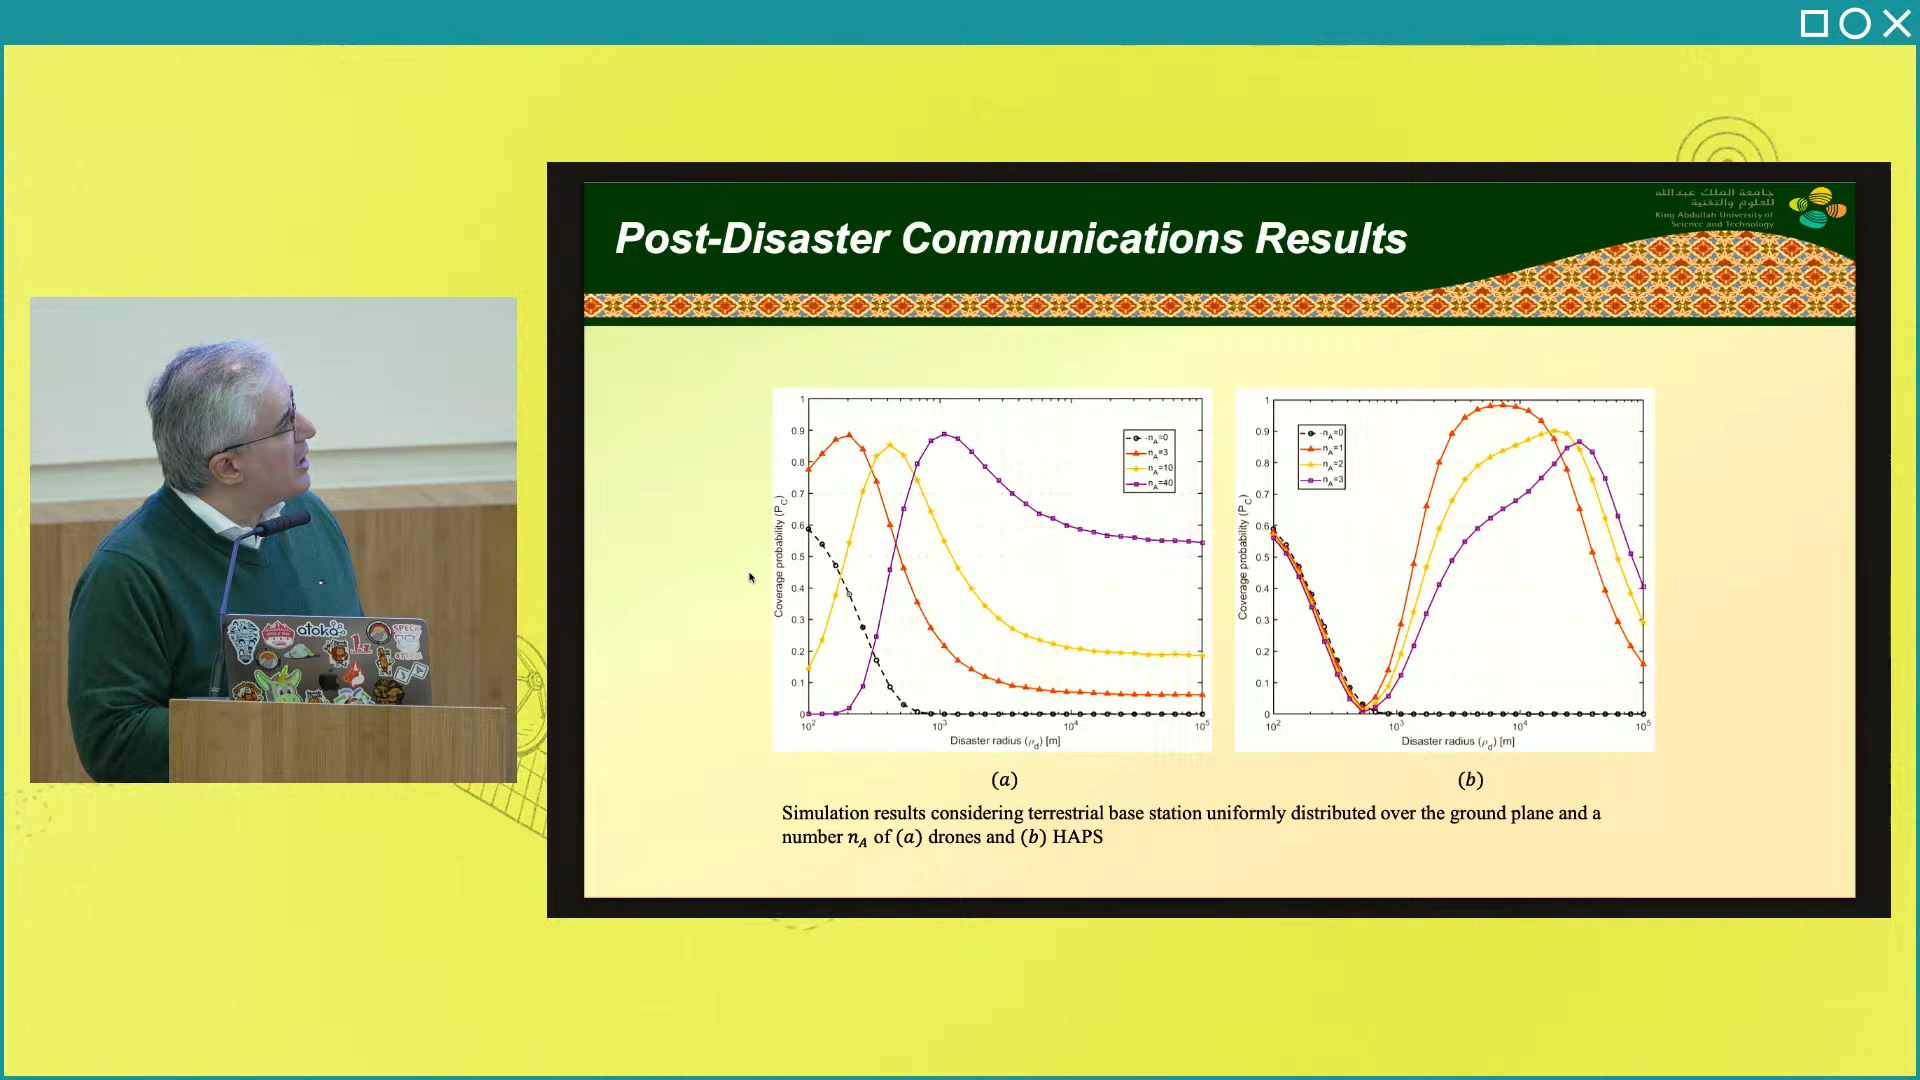 atoka
SPECK
&TECH
Post-Disaster Communications Results
جامعة الملك عبدالله
للعلوم والتقنية
King Abdullah University of
Science and Technology
1
0.9
0.8
0.7
0.6
0.5
0.4
0.3
0.2
0.1
0
Coverage probability (P_C)
n_A=0
n_A=3
n_A=10
n_A=40
10^2
10^3
10^4
10^5
Disaster radius (ρ_d) [m]
(a)
1
0.9
0.8
0.7
0.6
0.5
0.4
0.3
0.2
0.1
0
Coverage probability (P_C)
n_A=0
n_A=1
n_A=2
n_A=3
10^2
10^3
10^4
10^5
Disaster radius (ρ_d) [m]
(b)
Simulation results considering terrestrial base station uniformly distributed over the ground plane and a
number n_A of (a) drones and (b) HAPS